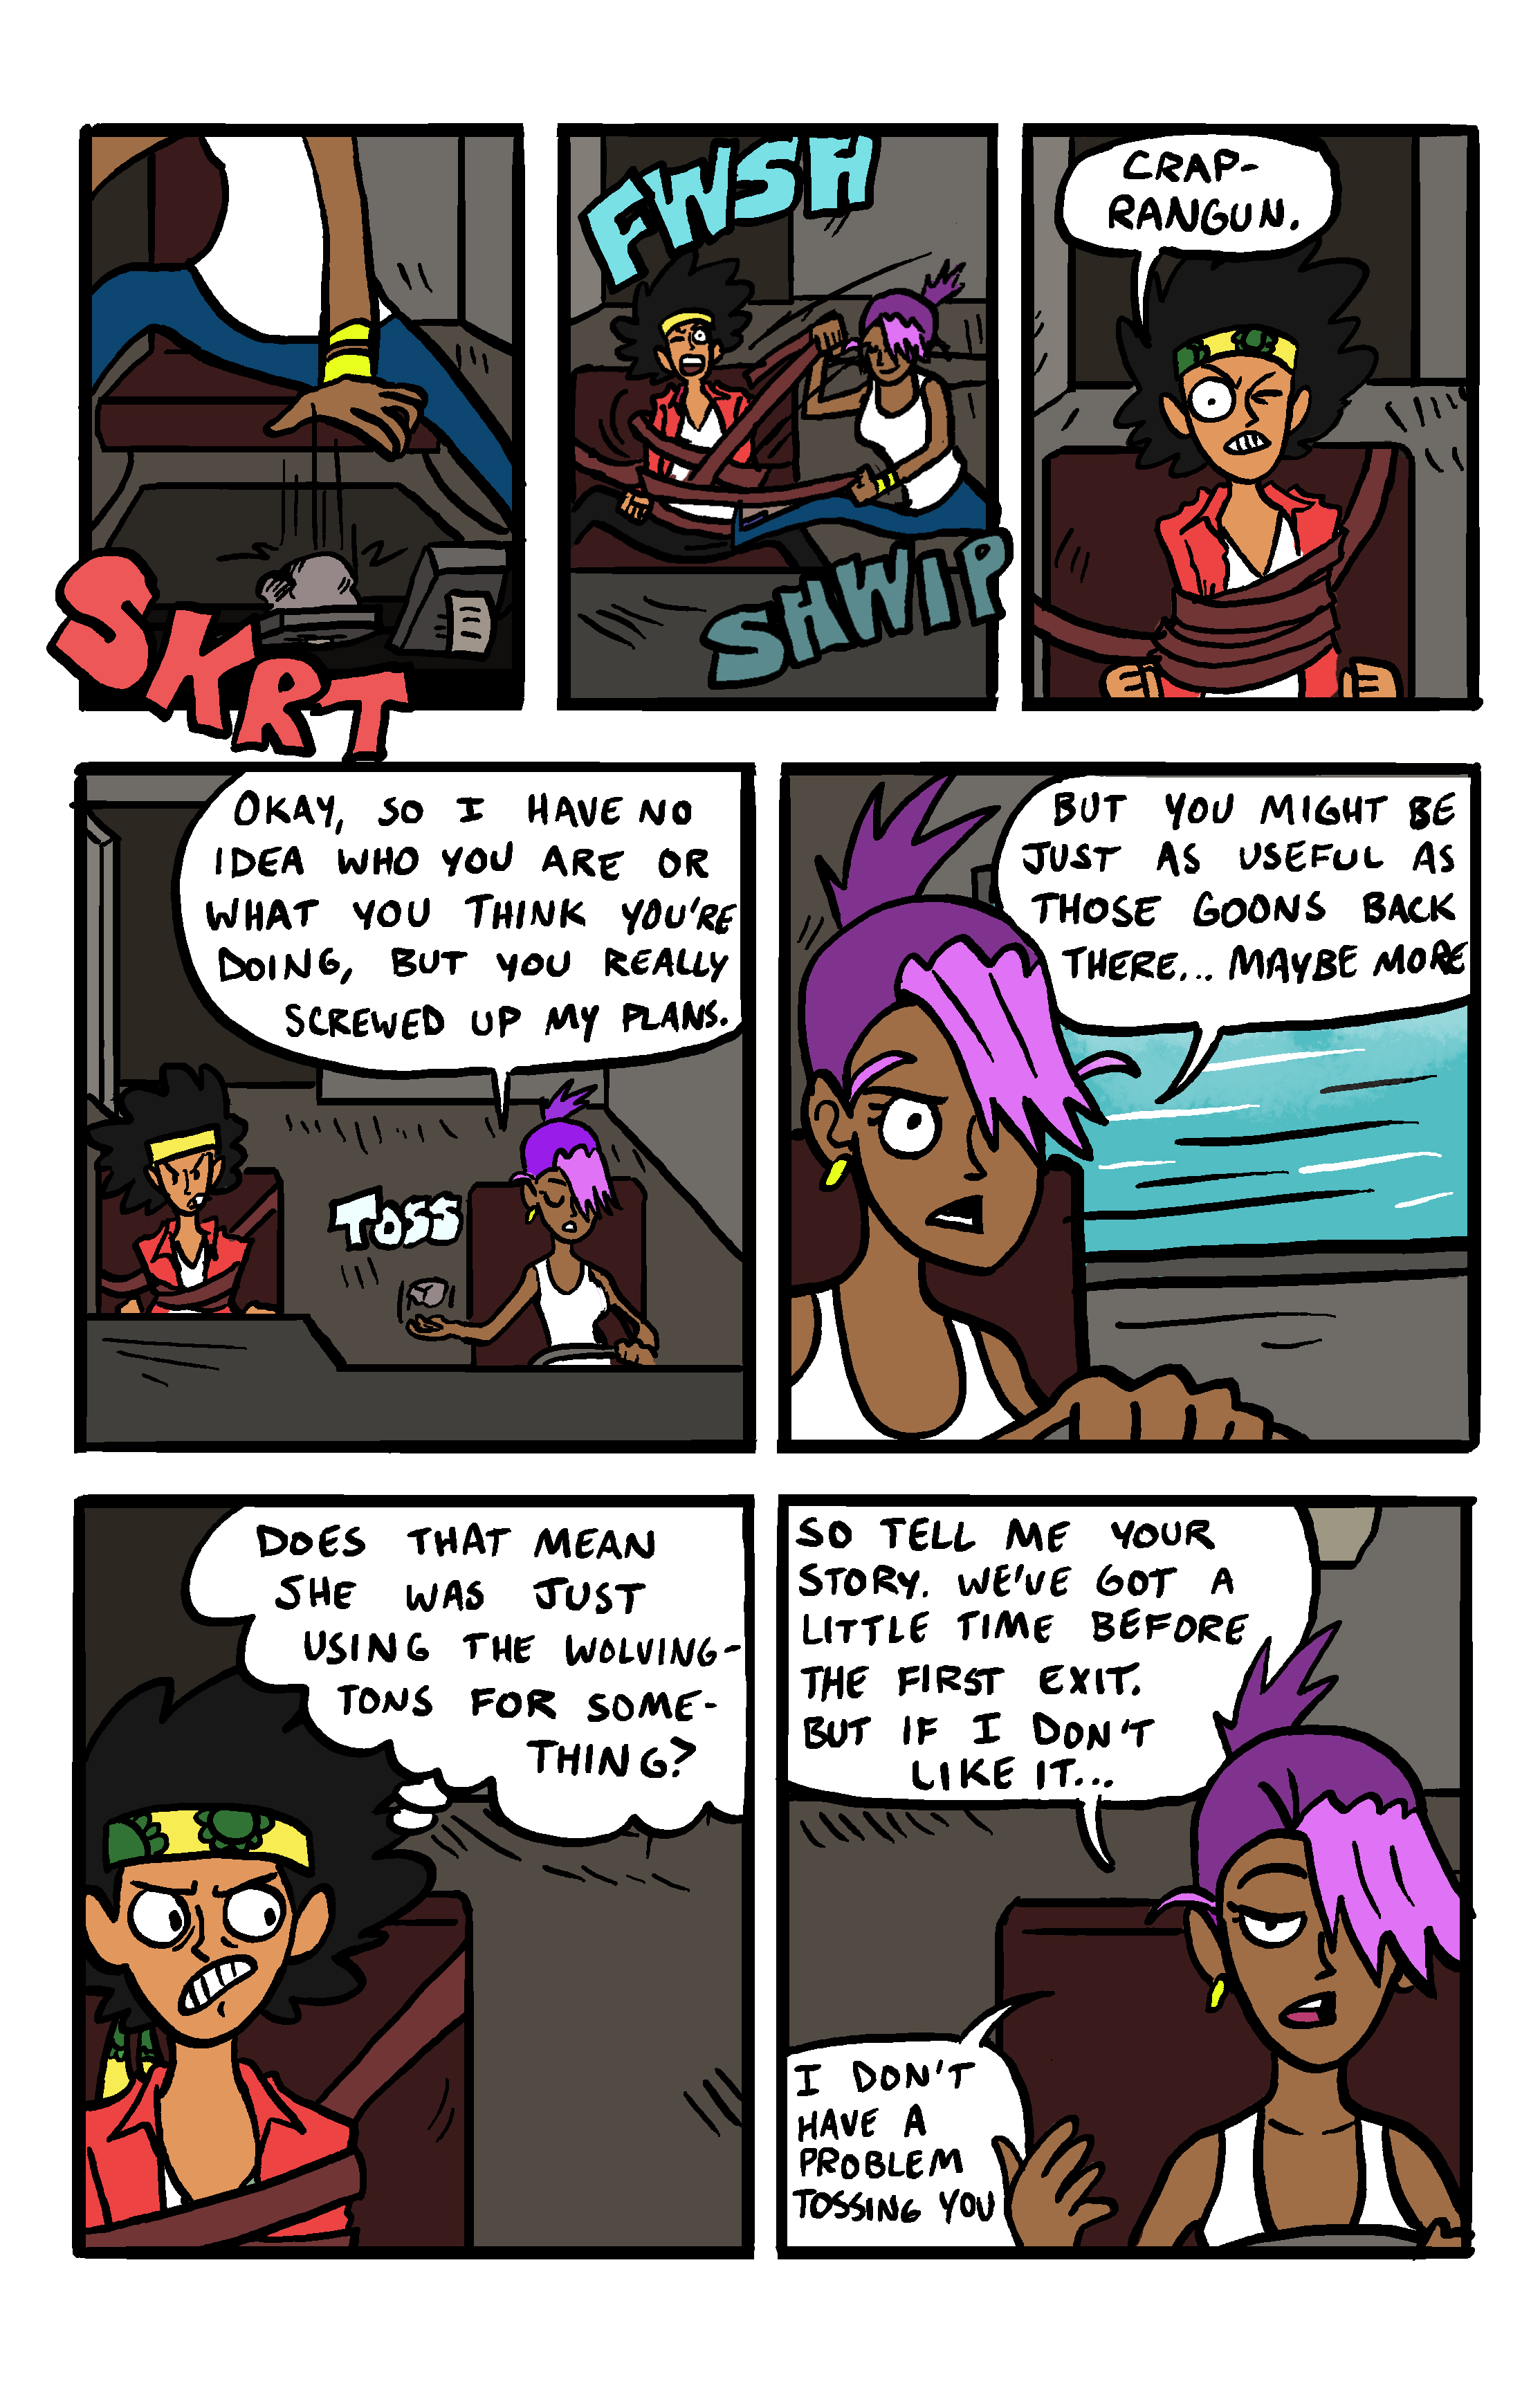 SKRT
FWSH
SHWIP
CRAP-
RANGUN.
OKAY, SO I HAVE NO
IDEA WHO YOU ARE OR
WHAT YOU THINK YOU'RE
DOING, BUT YOU REALLY
SCREWED UP MY PLANS.
TOSS
BUT YOU MIGHT BE
JUST AS USEFUL AS
THOSE GOONS BACK
THERE... MAYBE MORE
DOES THAT MEAN
SHE WAS JUST
USING THE WOLVING-
TONS FOR SOME-
THING?
SO TELL ME YOUR
STORY. WE'VE GOT A
LITTLE TIME BEFORE
THE FIRST EXIT.
BUT IF I DON'T
LIKE IT...
I DON'T
HAVE A
PROBLEM
TOSSING YOU